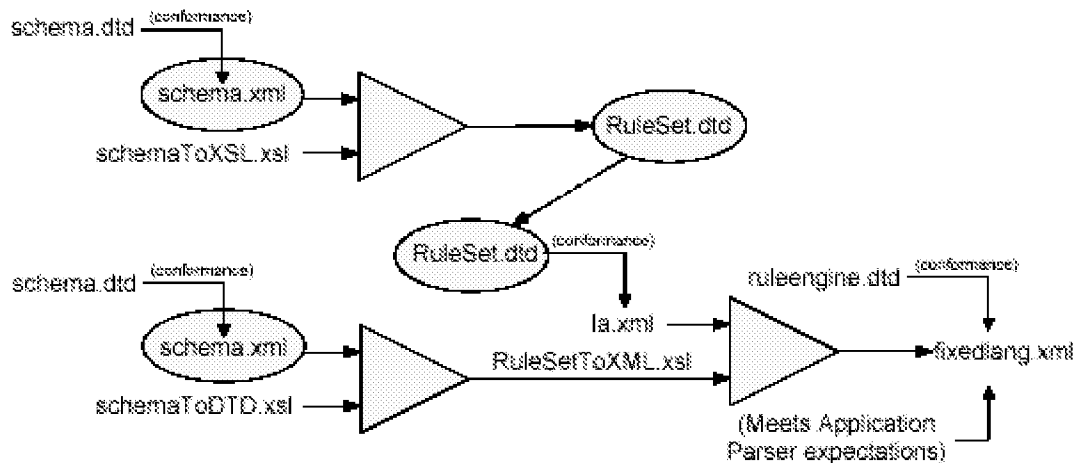 schema.dtd (conformance)
schema.xml
schemaToXSL.xsl
RuleSet.dtd
RuleSet.dtd (conformance)
schema.dtd (conformance)
schema.xml
schemaToDTD.xsl
RuleSetToXML.xsl
la.xml
ruleengine.dtd (conformance)
fixedlang.xml
(Meets Application
Parser expectations)